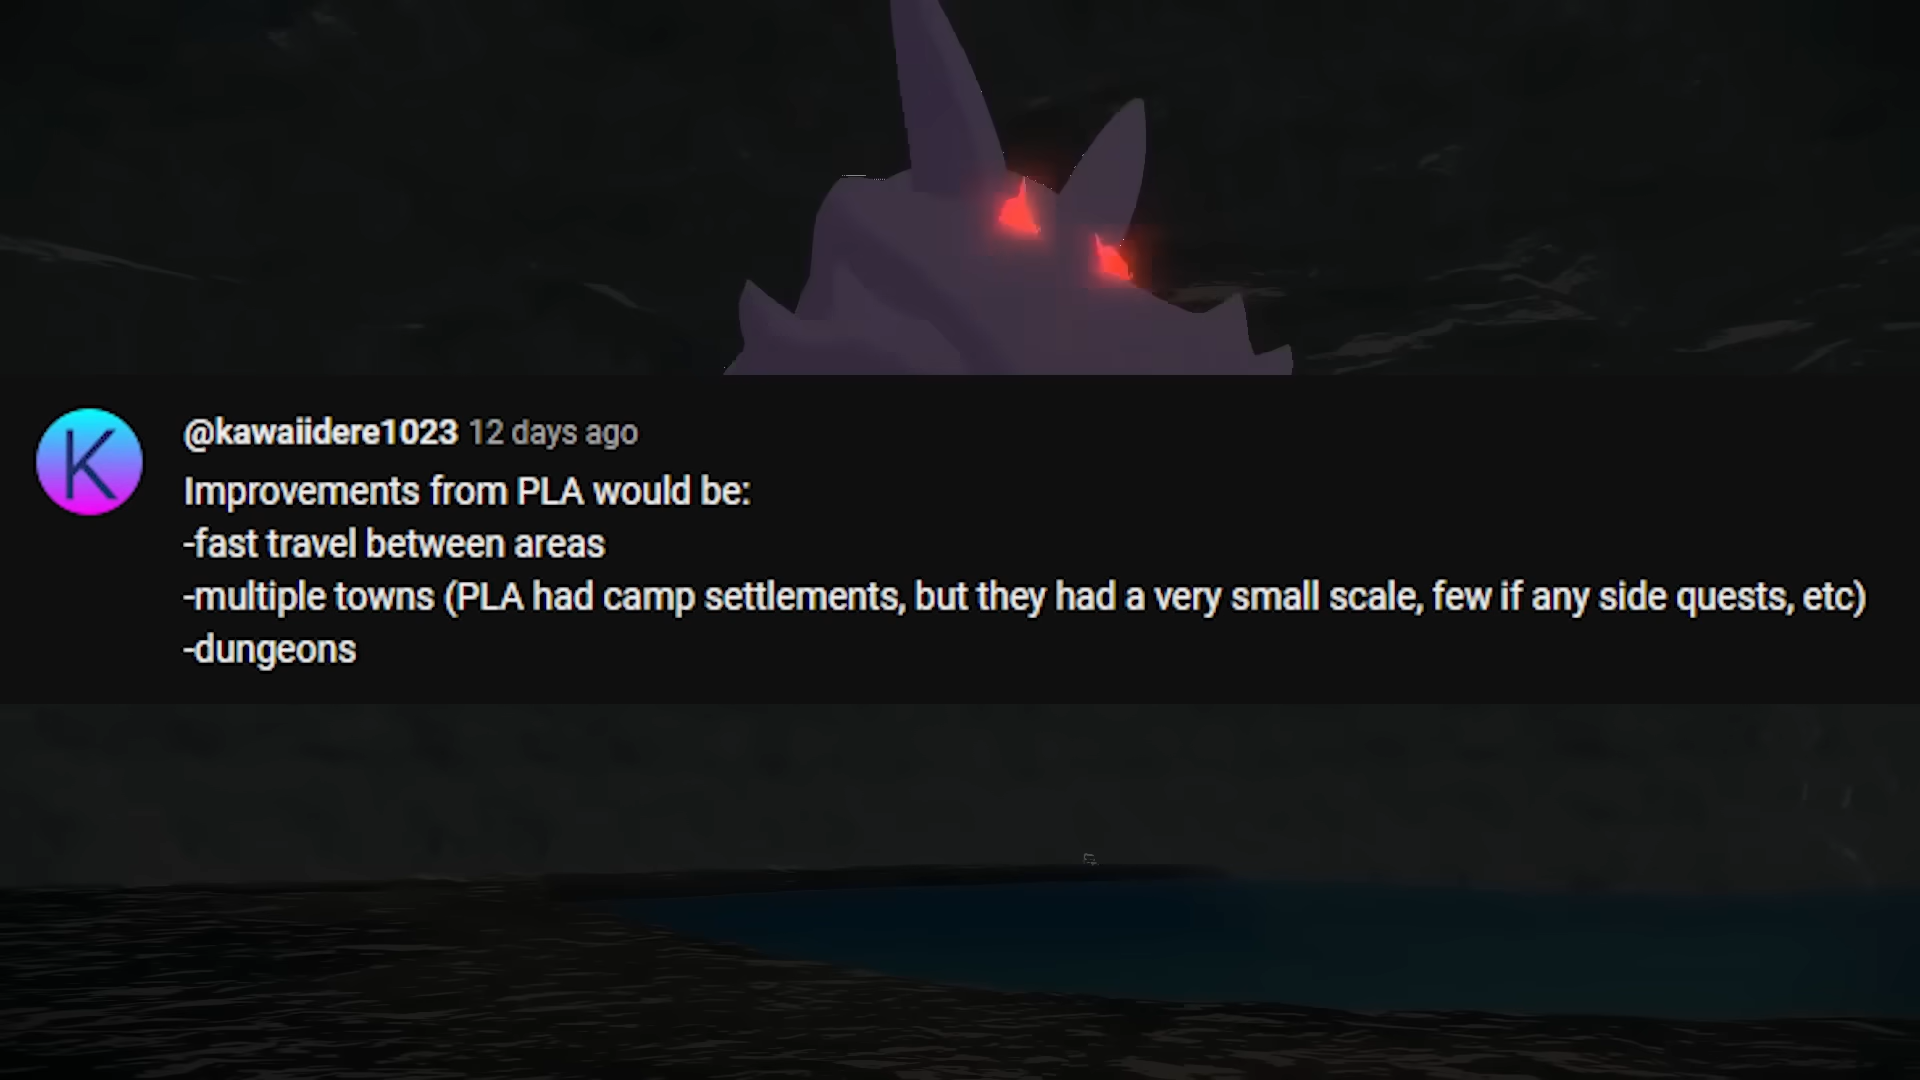 K
@kawaiidere1023 12 days ago
Improvements from PLA would be:
-fast travel between areas
-multiple towns (PLA had camp settlements, but they had a very small scale, few if any side quests, etc)
-dungeons